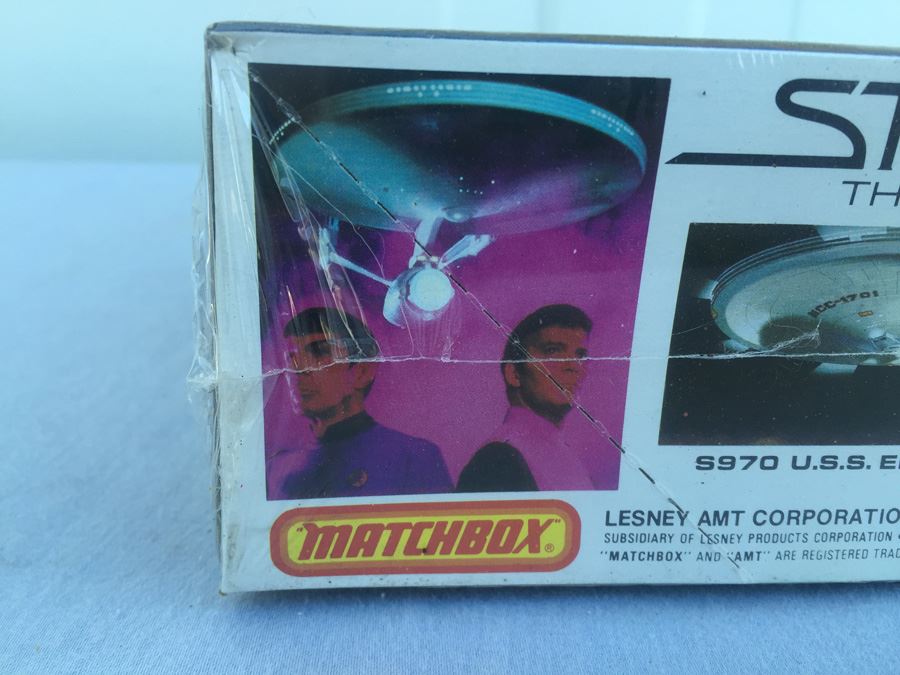 ST
TH
NCC-1701
S970 U.S.S. E
"MATCHBOX"®
LESNEY AMT CORPORATIO
SUBSIDIARY OF LESNEY PRODUCTS CORPORATION •
"MATCHBOX" AND "AMT" ARE REGISTERED TRAD